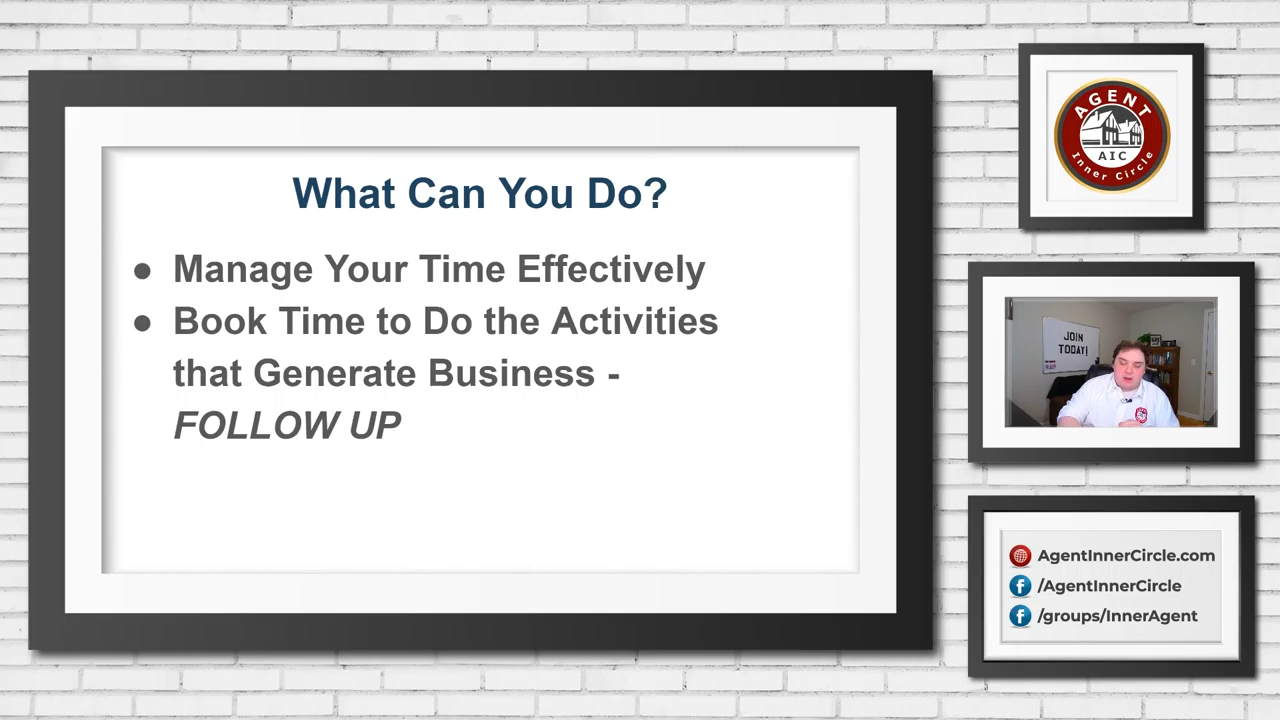 What Can You Do?
● Manage Your Time Effectively
● Book Time to Do the Activities
that Generate Business -
FOLLOW UP
AGENT
AIC
Inner Circle
JOIN
TODAY!
AgentInnerCircle.com
/AgentInnerCircle
/groups/InnerAgent